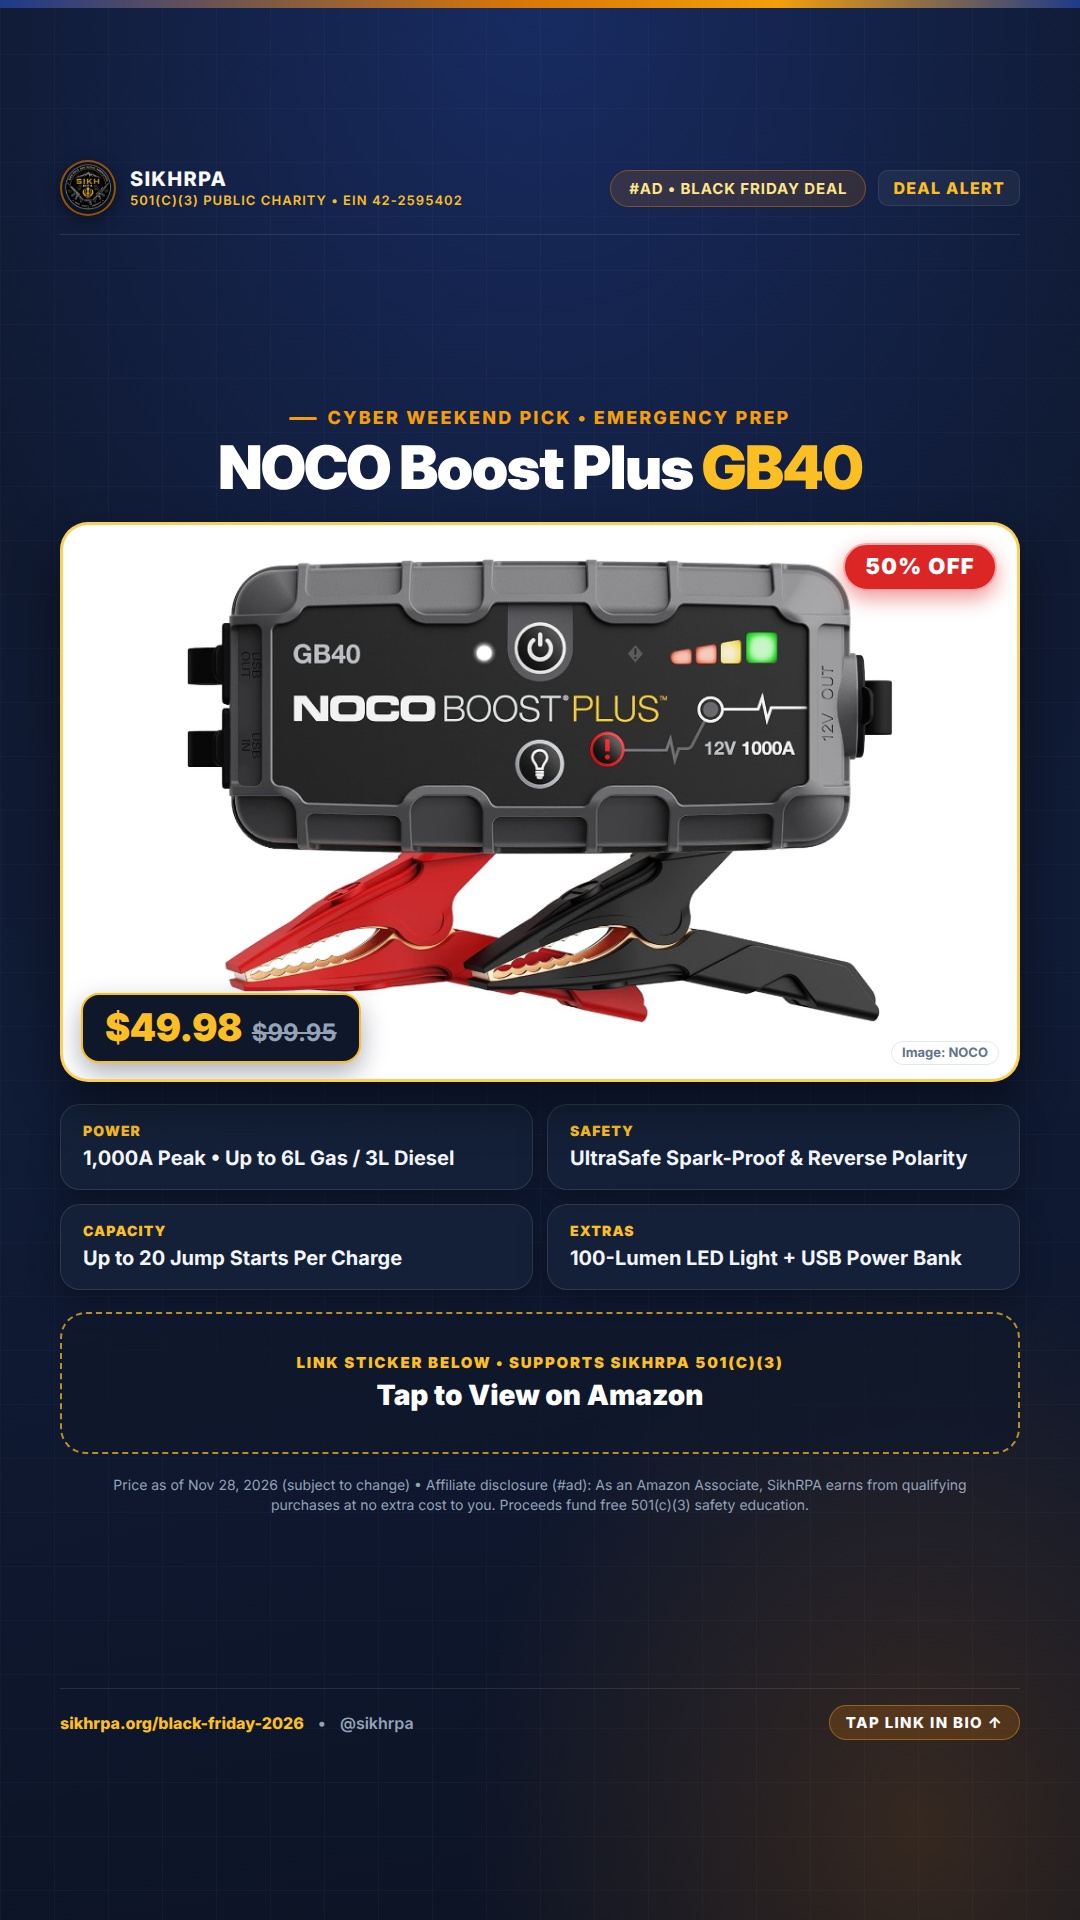 SIKH
SIKHRPA
501(C)(3) PUBLIC CHARITY • EIN 42-2595402
#AD • BLACK FRIDAY DEAL
DEAL ALERT
CYBER WEEKEND PICK • EMERGENCY PREP
NOCO Boost Plus GB40
50% OFF
GB40
USB OUT
USB IN
NOCO BOOST® PLUS™
12V 1000A
12V OUT
$49.98 $99.95
Image: NOCO
POWER
1,000A Peak • Up to 6L Gas / 3L Diesel
SAFETY
UltraSafe Spark-Proof & Reverse Polarity
CAPACITY
Up to 20 Jump Starts Per Charge
EXTRAS
100-Lumen LED Light + USB Power Bank
LINK STICKER BELOW • SUPPORTS SIKHRPA 501(C)(3)
Tap to View on Amazon
Price as of Nov 28, 2026 (subject to change) • Affiliate disclosure (#ad): As an Amazon Associate, SikhRPA earns from qualifying
purchases at no extra cost to you. Proceeds fund free 501(c)(3) safety education.
sikhrpa.org/black-friday-2026 • @sikhrpa
TAP LINK IN BIO ↑